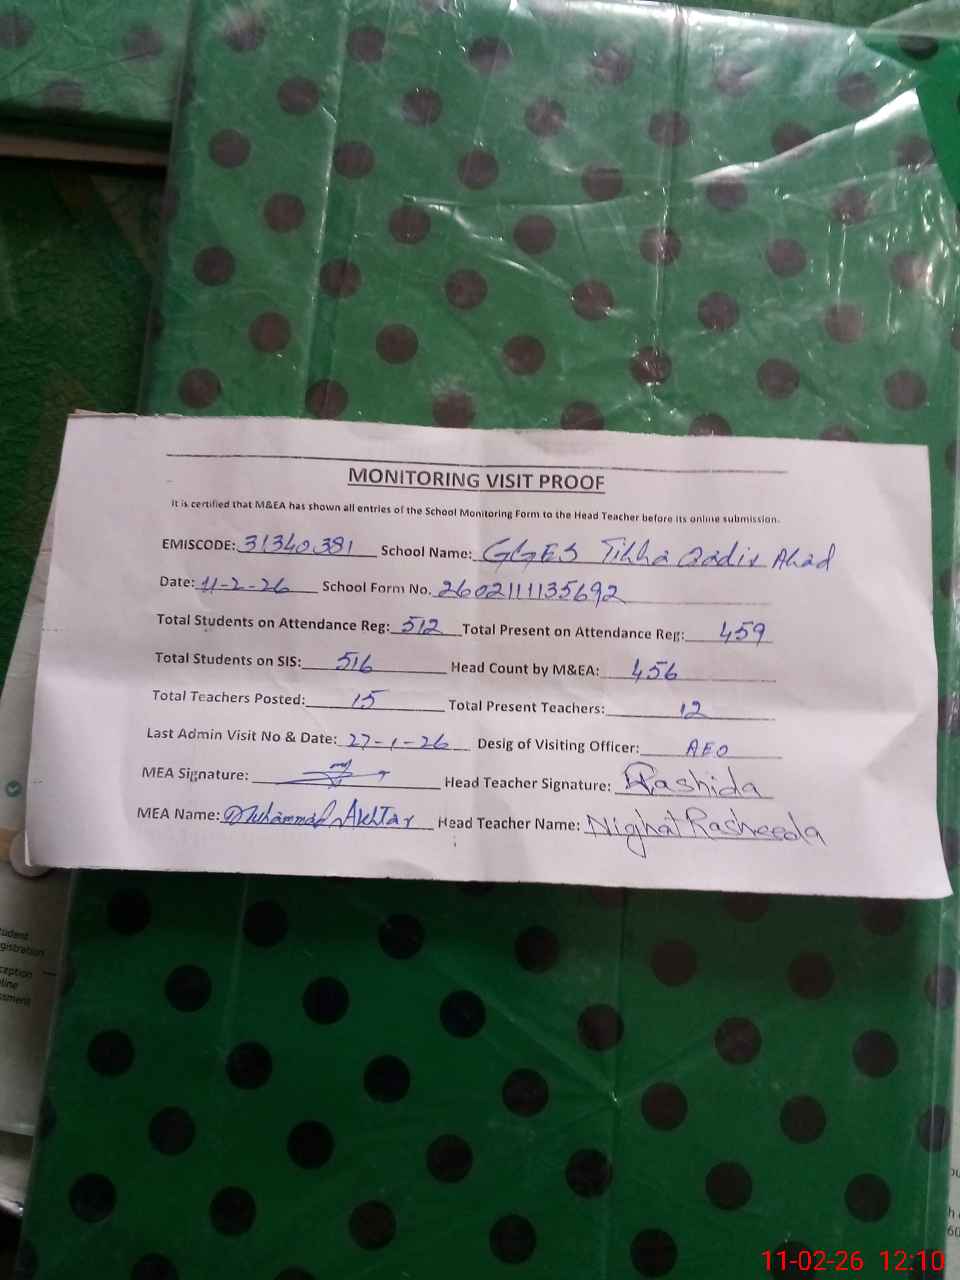 MONITORING VISIT PROOF
It is certified that M&EA has shown all entries of the School Monitoring Form to the Head Teacher before its online submission.
EMISCODE: 31340381 School Name: GGES Tibba Qadir Ahad
Date: 11-2-26 School Form No. 2602111135692
Total Students on Attendance Reg: 512 Total Present on Attendance Reg: 459
Total Students on SIS: 516 Head Count by M&EA: 456
Total Teachers Posted: 15 Total Present Teachers: 12
Last Admin Visit No & Date: 27-1-26 Desig of Visiting Officer: AEO
MEA Signature: Head Teacher Signature: Rashida
MEA Name: Muhammad Akhtar Head Teacher Name: Nighat Rasheeda
11-02-26 12:10